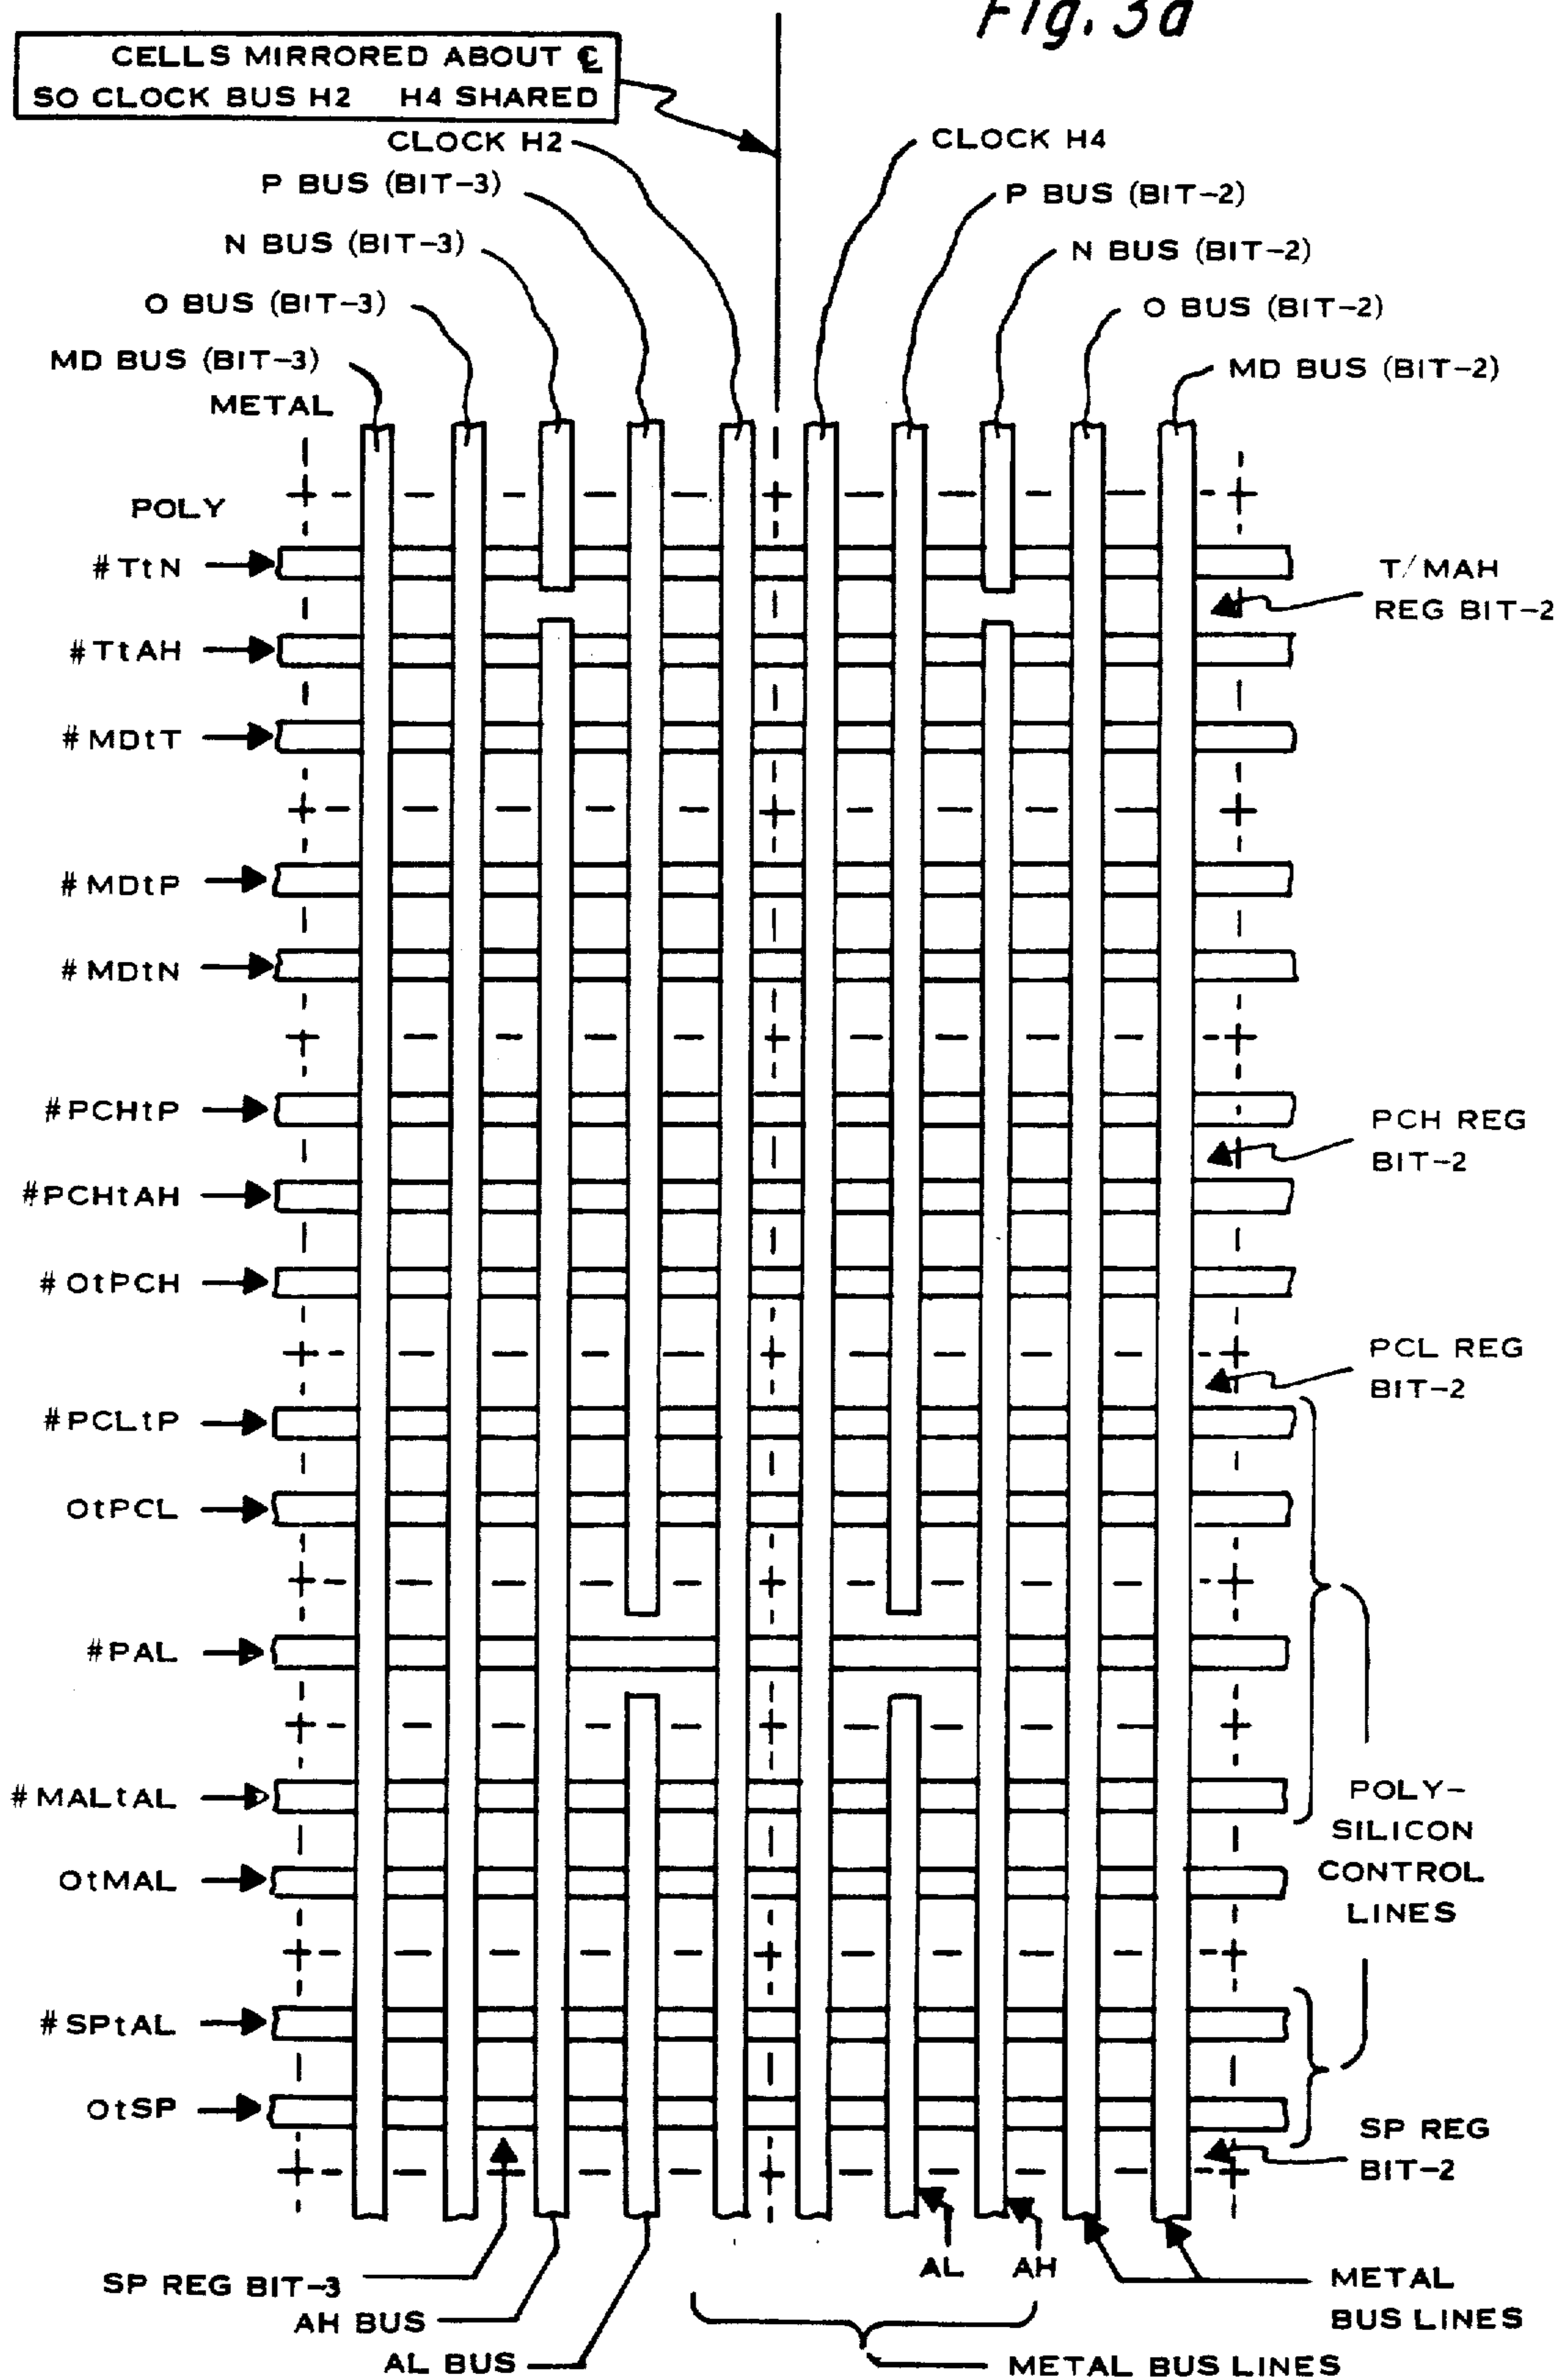 Fig. 3a
CELLS MIRRORED ABOUT ℄
SO CLOCK BUS H2 H4 SHARED
CLOCK H2
CLOCK H4
P BUS (BIT-3)
P BUS (BIT-2)
N BUS (BIT-3)
N BUS (BIT-2)
O BUS (BIT-3)
O BUS (BIT-2)
MD BUS (BIT-3)
MD BUS (BIT-2)
METAL
POLY
#TtN
T/MAH
REG BIT-2
#TtAH
#MDtT
#MDtP
#MDtN
#PCHtP
PCH REG
BIT-2
#PCHtAH
#OtPCH
PCL REG
BIT-2
#PCLtP
OtPCL
#PAL
#MALtAL
POLY-
SILICON
CONTROL
LINES
OtMAL
#SPtAL
OtSP
SP REG
BIT-2
AL
AH
SP REG BIT-3
METAL
BUS LINES
AH BUS
AL BUS
METAL BUS LINES